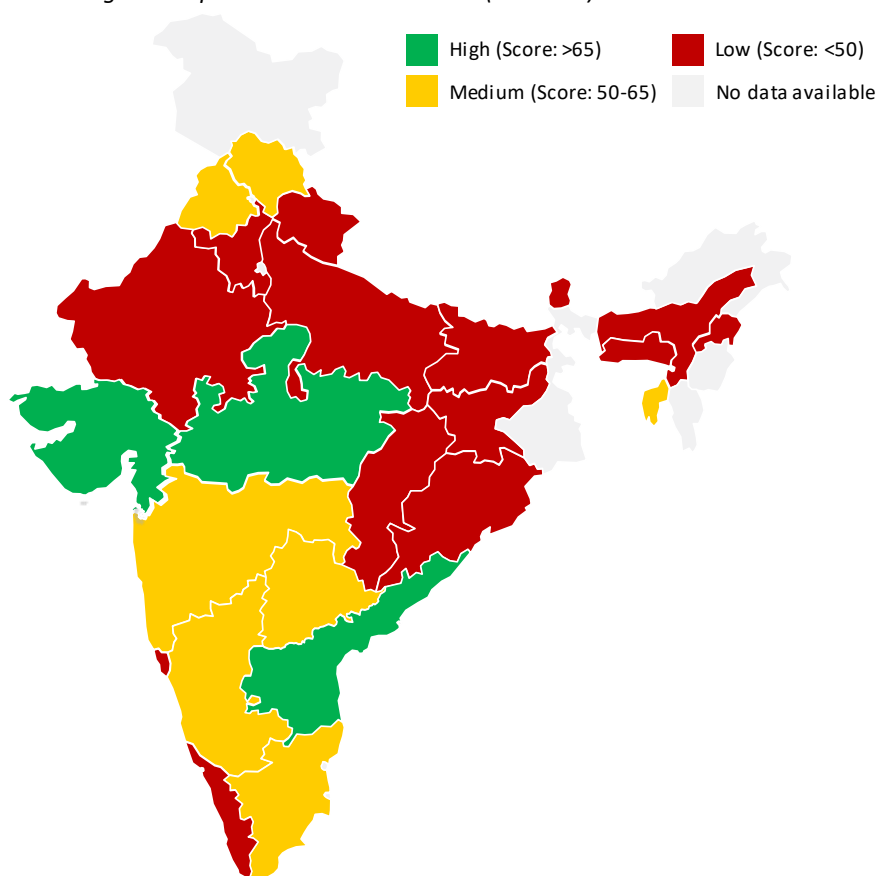 High (Score: >65)
Low (Score: <50)
Medium (Score: 50-65)
No data available